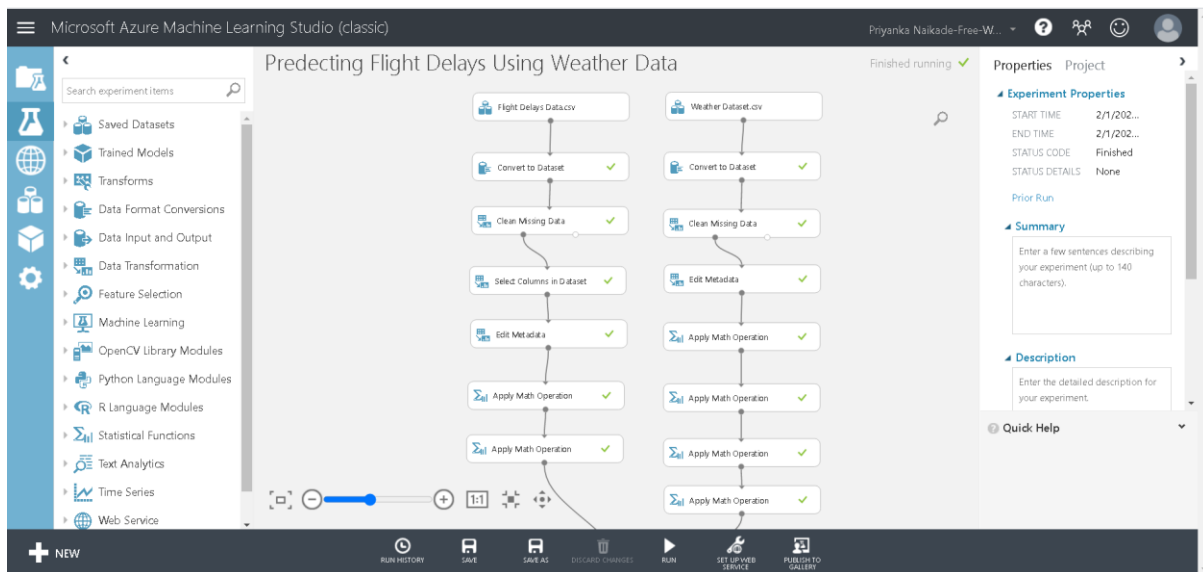 Microsoft Azure Machine Learning Studio (classic)
Priyanka Naikade-Free-W...
Search experiment items
Saved Datasets
Trained Models
Transforms
Data Format Conversions
Data Input and Output
Data Transformation
Feature Selection
Machine Learning
OpenCV Library Modules
Python Language Modules
R Language Modules
Statistical Functions
Text Analytics
Time Series
Web Service
Predecting Flight Delays Using Weather Data
Finished running
Flight Delays Data.csv
Convert to Dataset
Clean Missing Data
Select Columns in Dataset
Edit Metadata
Apply Math Operation
Apply Math Operation
Weather Dataset.csv
Convert to Dataset
Clean Missing Data
Edit Metadata
Apply Math Operation
Apply Math Operation
Apply Math Operation
Apply Math Operation
1:1
Properties Project
Experiment Properties
START TIME 2/1/202...
END TIME 2/1/202...
STATUS CODE Finished
STATUS DETAILS None
Prior Run
Summary
Enter a few sentences describing
your experiment (up to 140
characters).
Description
Enter the detailed description for
your experiment.
Quick Help
NEW
RUN HISTORY
SAVE
SAVE AS
DISCARD CHANGES
RUN
SET UP WEB
SERVICE
PUBLISH TO
GALLERY